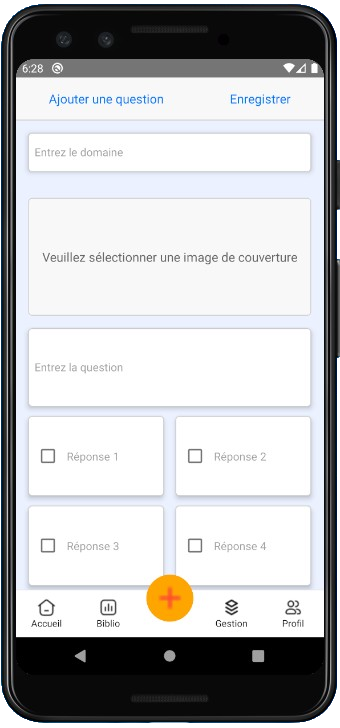 6:28
Ajouter une question Enregistrer
Entrez le domaine
Veuillez sélectionner une image de couverture
Entrez la question
Réponse 1 Réponse 2
Réponse 3 Réponse 4
Accueil Biblio Gestion Profil